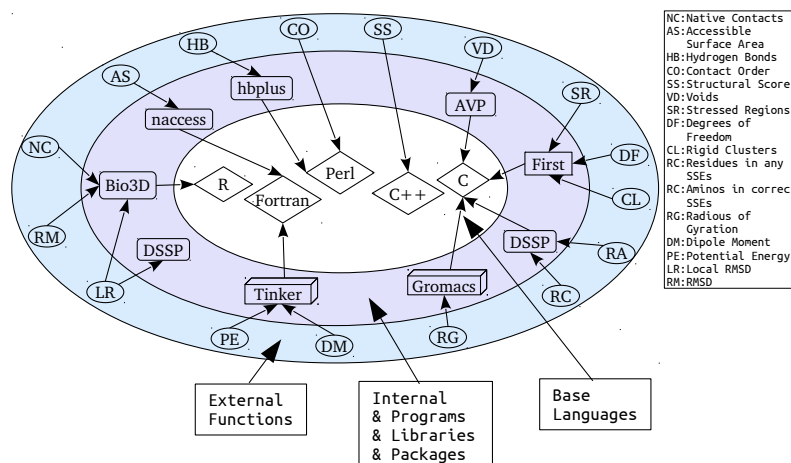 CO
SS
HB
VD
AS
hbplus
SR
naccess
AVP
NC
DF
Perl
First
Bio3D
R
C++
C
Fortran
CL
RM
DSSP
DSSP
RA
LR
Tinker
Gromacs
RC
PE
DM
RG
External
Functions
Internal
& Programs
& Libraries
& Packages
Base
Languages
NC:Native Contacts
AS:Accessible
Surface Area
HB:Hydrogen Bonds
CO:Contact Order
SS:Structural Score
VD:Voids
SR:Stressed Regions
DF:Degrees of
Freedom
CL:Rigid Clusters
RC:Residues in any
SSEs
RC:Aminos in correc
SSEs
RG:Radious of
Gyration
DM:Dipole Moment
PE:Potential Energy
LR:Local RMSD
RM:RMSD